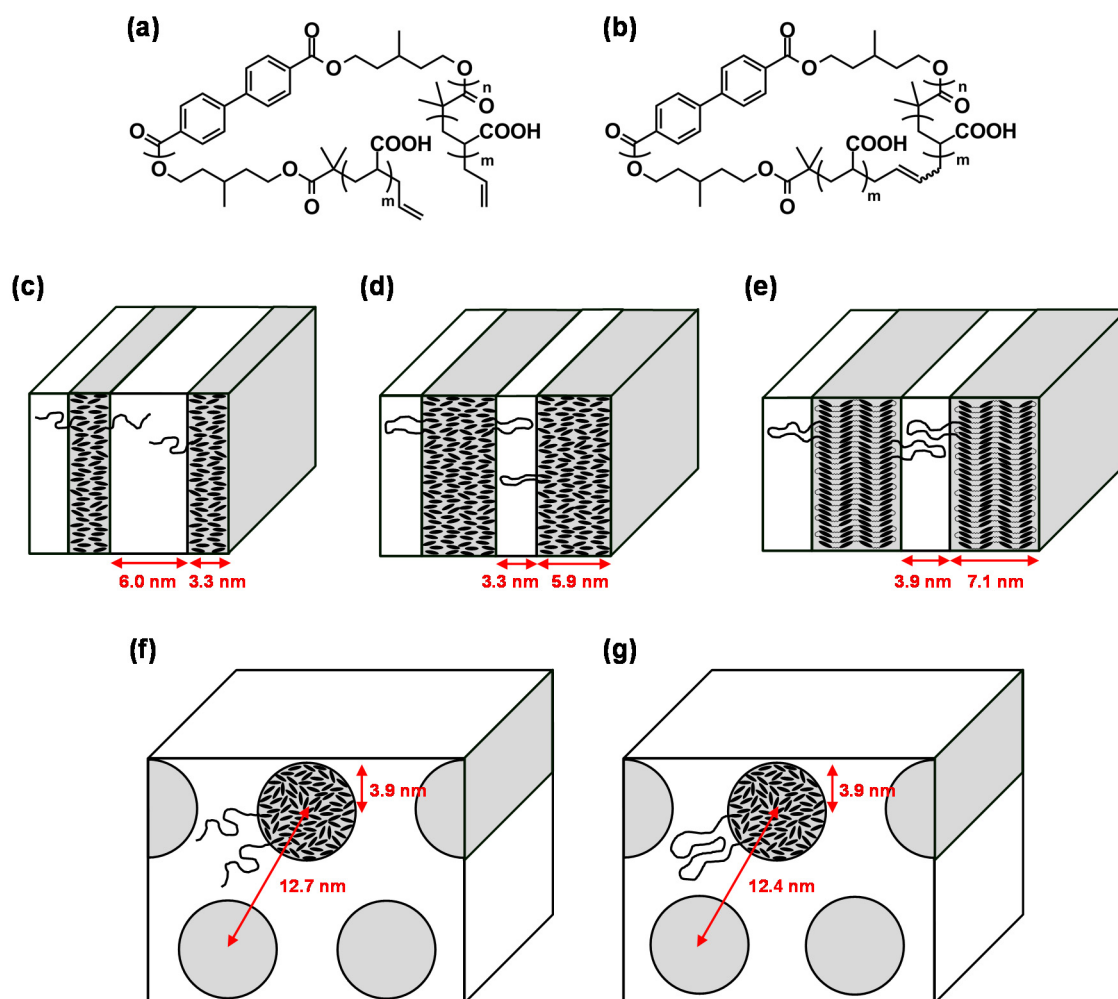 (a)
(b)
O
O
O
O
n
O
COOH
m
O
O
COOH
O
O
m
O
O
O
O
n
O
COOH
m
O
O
COOH
O
O
m
(c)
(d)
(e)
6.0 nm
3.3 nm
3.3 nm
5.9 nm
3.9 nm
7.1 nm
(f)
(g)
3.9 nm
12.7 nm
3.9 nm
12.4 nm